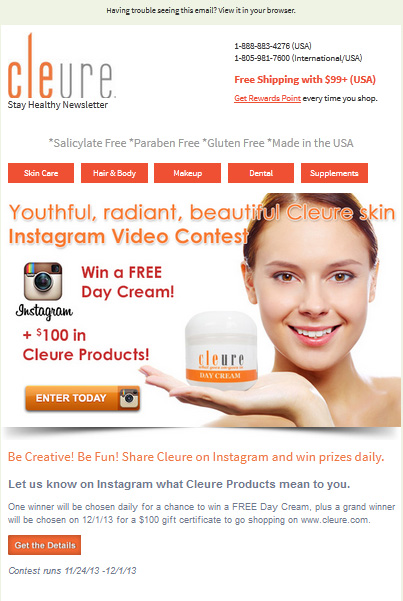 Having trouble seeing this email? View it in your browser.
cleure.
Stay Healthy Newsletter
1-888-883-4276 (USA)
1-805-981-7600 (International/USA)
Free Shipping with $99+ (USA)
Get Rewards Point every time you shop.
*Salicylate Free *Paraben Free *Gluten Free *Made in the USA
Skin Care
Hair & Body
Makeup
Dental
Supplements
Youthful, radiant, beautiful Cleure skin
Instagram Video Contest
Instagram
Win a FREE
Day Cream!
+ $100 in
Cleure Products!
cleure
DAY CREAM
ENTER TODAY
Be Creative! Be Fun! Share Cleure on Instagram and win prizes daily.
Let us know on Instagram what Cleure Products mean to you.
One winner will be chosen daily for a chance to win a FREE Day Cream, plus a grand winner
will be chosen on 12/1/13 for a $100 gift certificate to go shopping on www.cleure.com.
Get the Details
Contest runs 11/24/13 -12/1/13